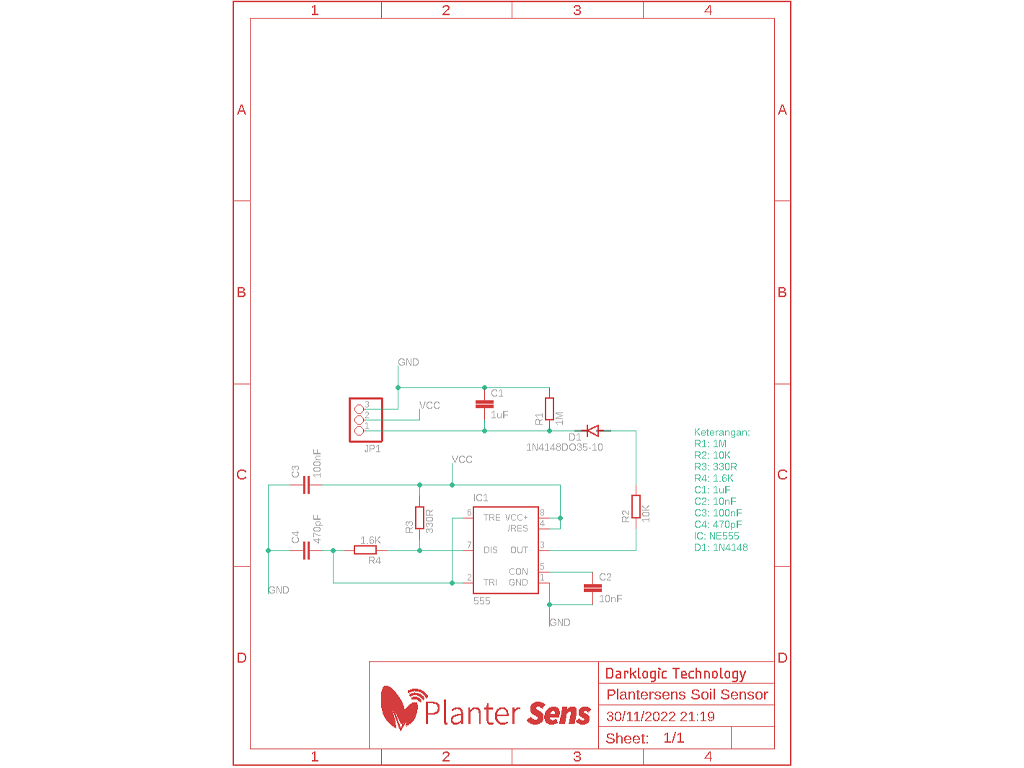 1 2 3 4
A A
B B
GND
C1
3
2 VCC
1uF
1
R1
1M
JP1
D1
1N4148DO35-10
Keterangan:
R1: 1M
R2: 10K
R3: 330R
R4: 1.6K
C1: 1uF
C2: 10nF
C3: 100nF
C4: 470pF
IC: NE555
D1: 1N4148
C C
C3
100nF
VCC
IC1
6 TRE VCC+ 8
/RES 4
R3
330R
R2
10K
C4
470pF
1.6K
R4
7 DIS OUT 3
CON 5
2 TRI GND 1
C2
10nF
GND
555
GND
D D
Planter Sens
Darklogic Technology
Plantersens Soil Sensor
30/11/2022 21:19
Sheet: 1/1
1 2 3 4